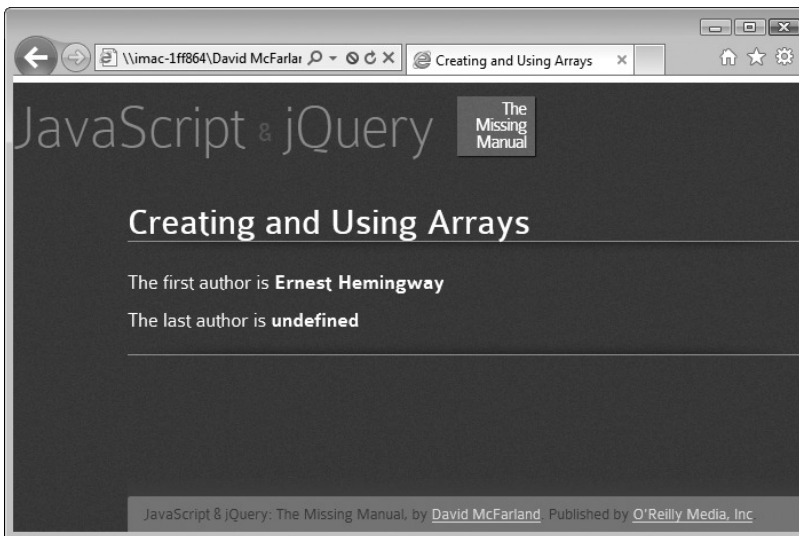 \\imac-1ff864\David McFarlar
Creating and Using Arrays
JavaScript & jQuery
The
Missing
Manual
Creating and Using Arrays
The first author is Ernest Hemingway
The last author is undefined
JavaScript & jQuery: The Missing Manual, by David McFarland Published by O'Reilly Media, Inc